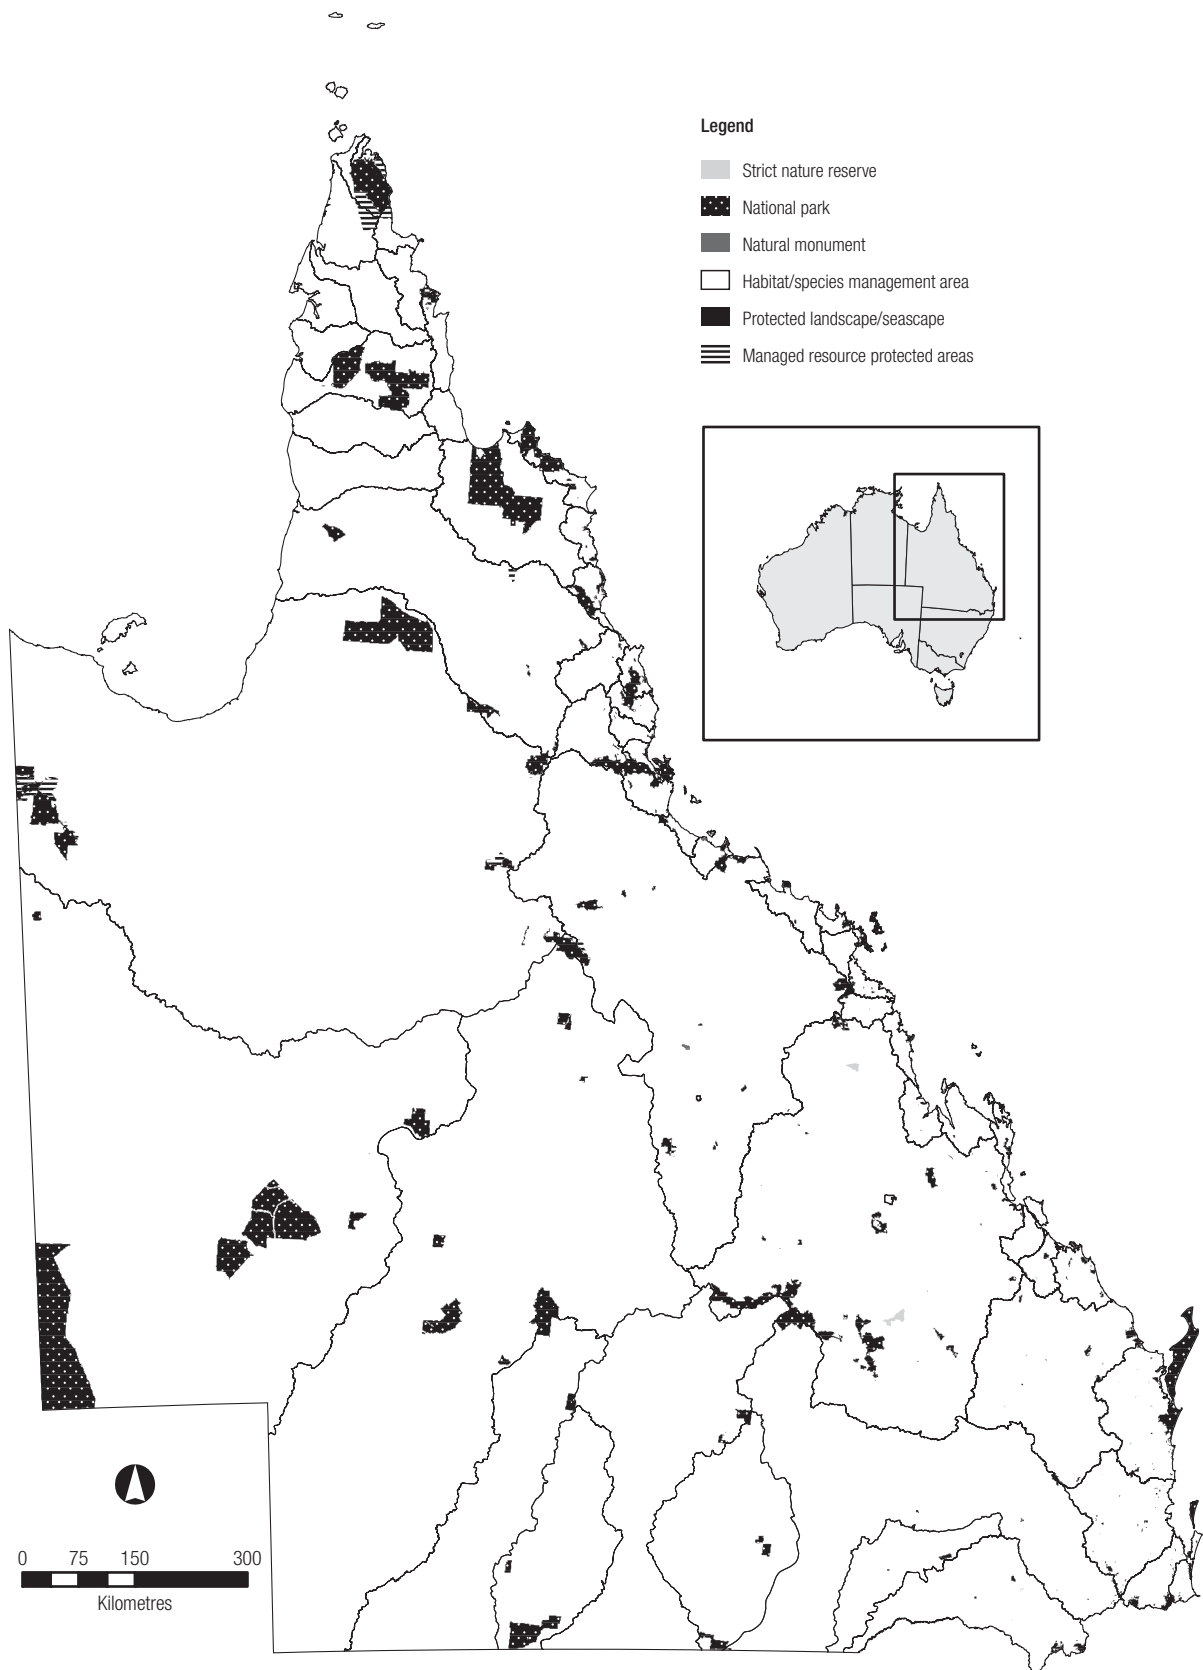 Legend
Strict nature reserve
National park
Natural monument
Habitat/species management area
Protected landscape/seascape
Managed resource protected areas
0 75 150 300
Kilometres